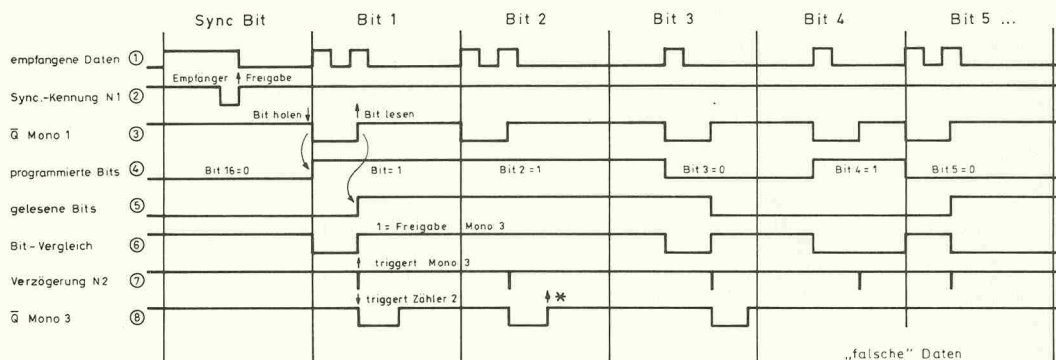 Sync Bit Bit 1 Bit 2 Bit 3 Bit 4 Bit 5 ...
empfangene Daten ①
Empfänger Freigabe
Sync.-Kennung N1 ②
Bit holen Bit lesen
Q̅ Mono 1 ③
programmierte Bits ④ Bit 16=0 Bit=1 Bit 2=1 Bit 3=0 Bit 4=1 Bit 5=0
gelesene Bits ⑤
1 = Freigabe Mono 3
Bit-Vergleich ⑥
triggert Mono 3
Verzögerung N2 ⑦
triggert Zähler 2 *
Q̅ Mono 3 ⑧
„falsche" Daten